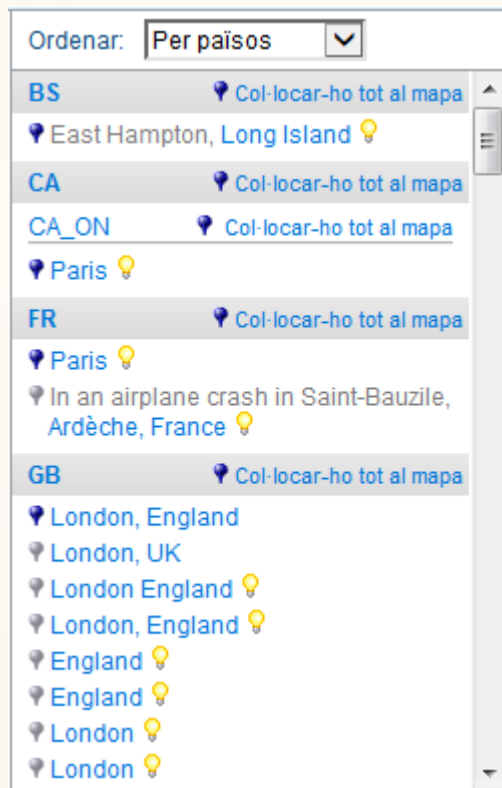 Ordenar: Per països
BS Col·locar-ho tot al mapa
East Hampton, Long Island
CA Col·locar-ho tot al mapa
CA_ON Col·locar-ho tot al mapa
Paris
FR Col·locar-ho tot al mapa
Paris
In an airplane crash in Saint-Bauzile,
Ardèche, France
GB Col·locar-ho tot al mapa
London, England
London, UK
London England
London, England
England
England
London
London